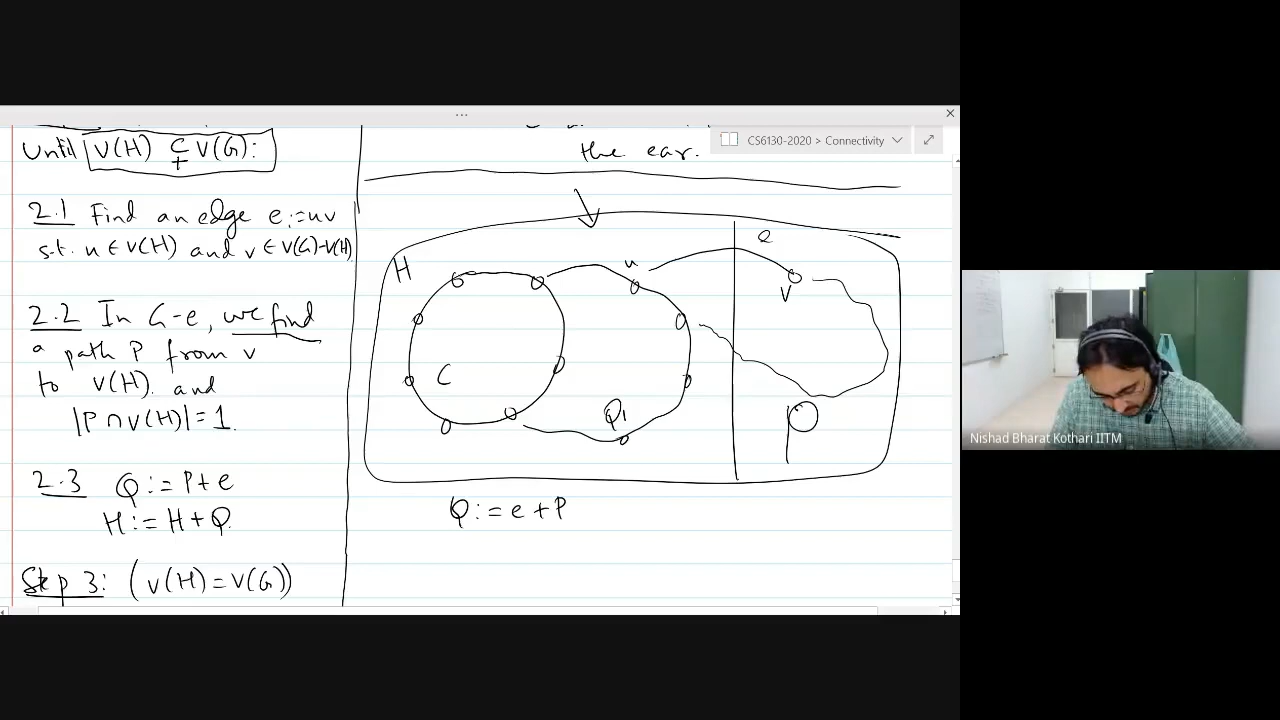 Until V(H) ⊊ V(G):
2.1 Find an edge e:=uv
s.t. u ∈ V(H) and v ∈ V(G)-V(H)
2.2 In G-e, we find
a path P from v
to V(H) and
|P ∩ V(H)| = 1.
2.3 Q := P+e
H := H+Q.
Step 3: (V(H) = V(G))
the ear.
CS6130-2020 > Connectivity
H
C
u
Q1
e
v
P
Q := e + P
Nishad Bharat Kothari IITM